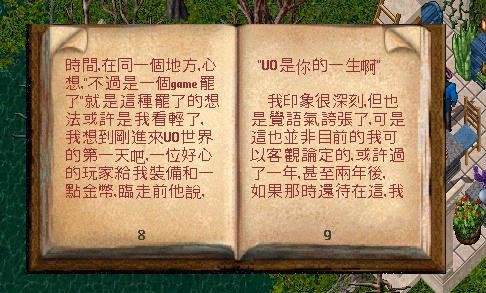 時間,在同一個地方,心
想,"不過是一個game罷
了"就是這種罷了的想
法或許是我看輕了,
我想到剛進來UO世界
的第一天吧,一位好心
的玩家給我裝備和一
點金幣,臨走前他說,
8
"UO是你的一生啊"
我印象很深刻,但也
是覺語氣誇張了,可是
這也並非目前的我可
以客觀論定的,或許過
了一年,甚至兩年後,
如果那時還待在這,我
9